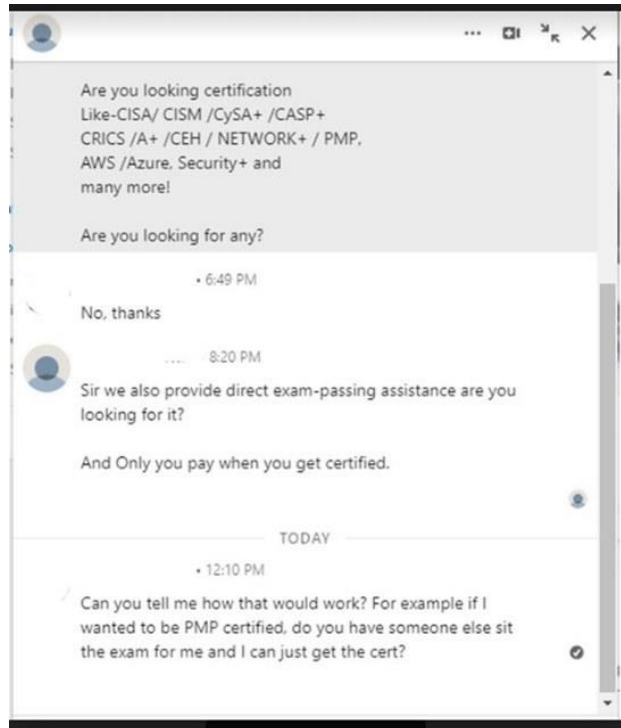 Are you looking certification
Like-CISA/ CISM /CySA+ /CASP+
CRICS /A+ /CEH / NETWORK+ / PMP,
AWS /Azure, Security+ and
many more!
Are you looking for any?
• 6:49 PM
No, thanks
8:20 PM
Sir we also provide direct exam-passing assistance are you
looking for it?
And Only you pay when you get certified.
TODAY
• 12:10 PM
Can you tell me how that would work? For example if I
wanted to be PMP certified, do you have someone else sit
the exam for me and I can just get the cert?